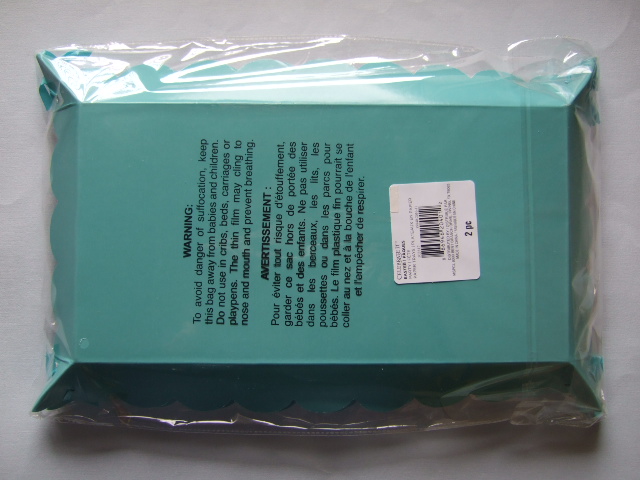 WARNING:
To avoid danger of suffocation, keep
this bag away from babies and children.
Do not use in cribs, beds, carriages or
playpens. The thin film may cling to
nose and mouth and prevent breathing.
AVERTISSEMENT :
Pour éviter tout risque d'étouffement,
garder ce sac hors de portée des
bébés et des enfants. Ne pas utiliser
dans les berceaux, les lits, les
poussettes ou dans les parcs pour
bébés. Le film plastique fin pourrait se
coller au nez et à la bouche de l'enfant
et l'empêcher de respirer.
CELEBRATE IT
2 pc